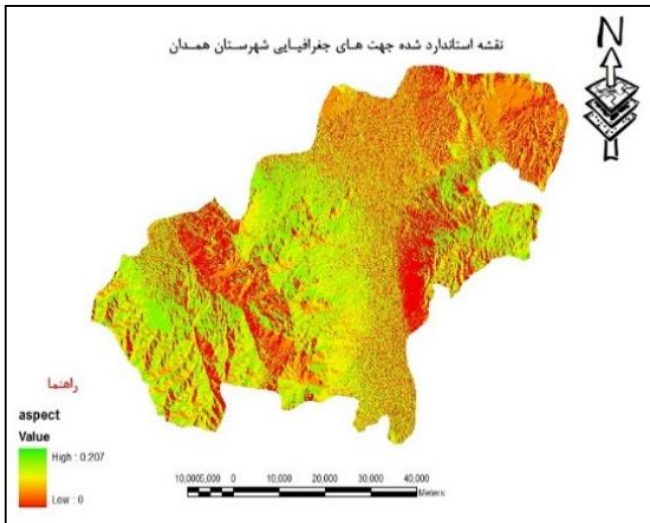 نقشه استاندارد شده جهت های جغرافیایی شهرستان همدان
N
راهنما
aspect
Value
High : 0.207
Low : 0
10,0005,000 0 10,000 20,000 30,000 40,000
Meters